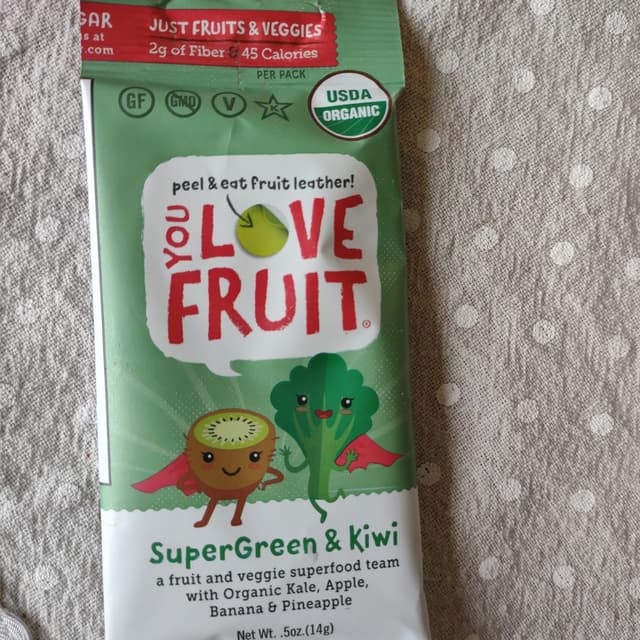 GAR
s at
.com
JUST FRUITS & VEGGIES
2g of Fiber & 45 Calories
PER PACK
GF
GMO
V
K
USDA
ORGANIC
peel & eat fruit leather!
YOU LOVE
FRUIT®
SuperGreen & Kiwi
a fruit and veggie superfood team
with Organic Kale, Apple,
Banana & Pineapple
Net Wt. .5oz.(14g)